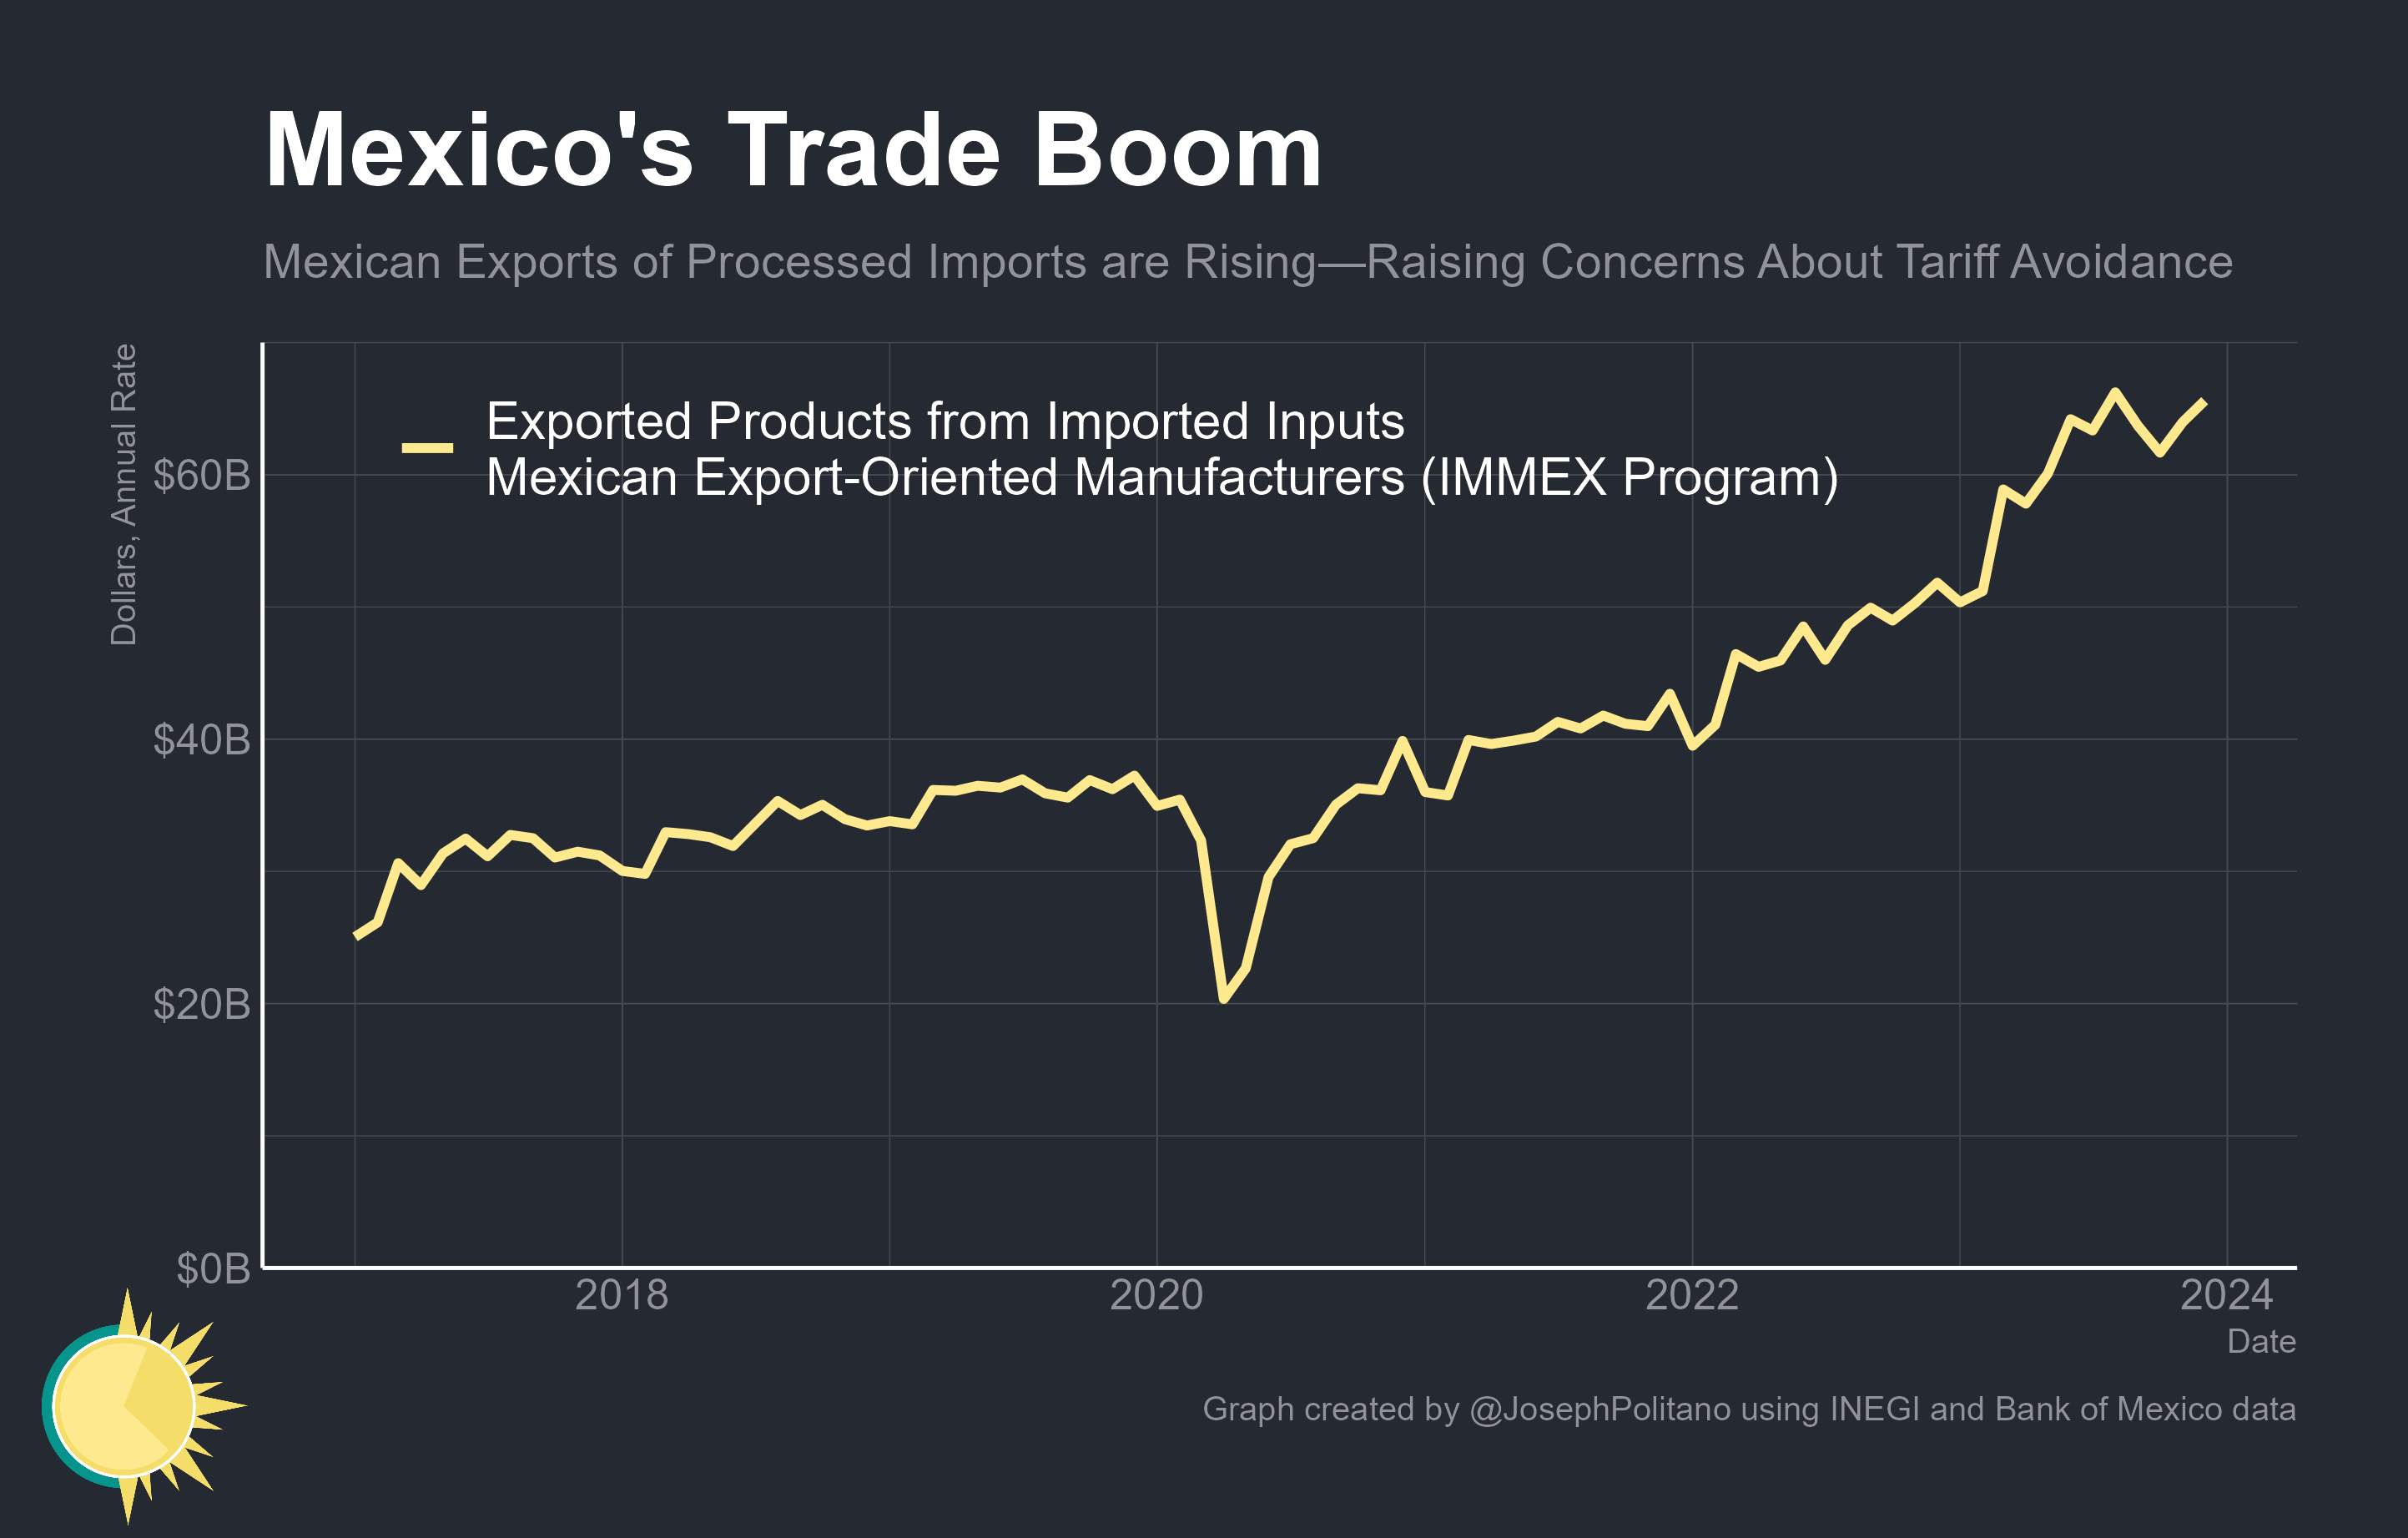 Mexico's Trade Boom
Mexican Exports of Processed Imports are Rising—Raising Concerns About Tariff Avoidance
Dollars, Annual Rate
Exported Products from Imported Inputs
Mexican Export-Oriented Manufacturers (IMMEX Program)
$60B
$40B
$20B
$0B
2018
2020
2022
2024
Date
Graph created by @JosephPolitano using INEGI and Bank of Mexico data